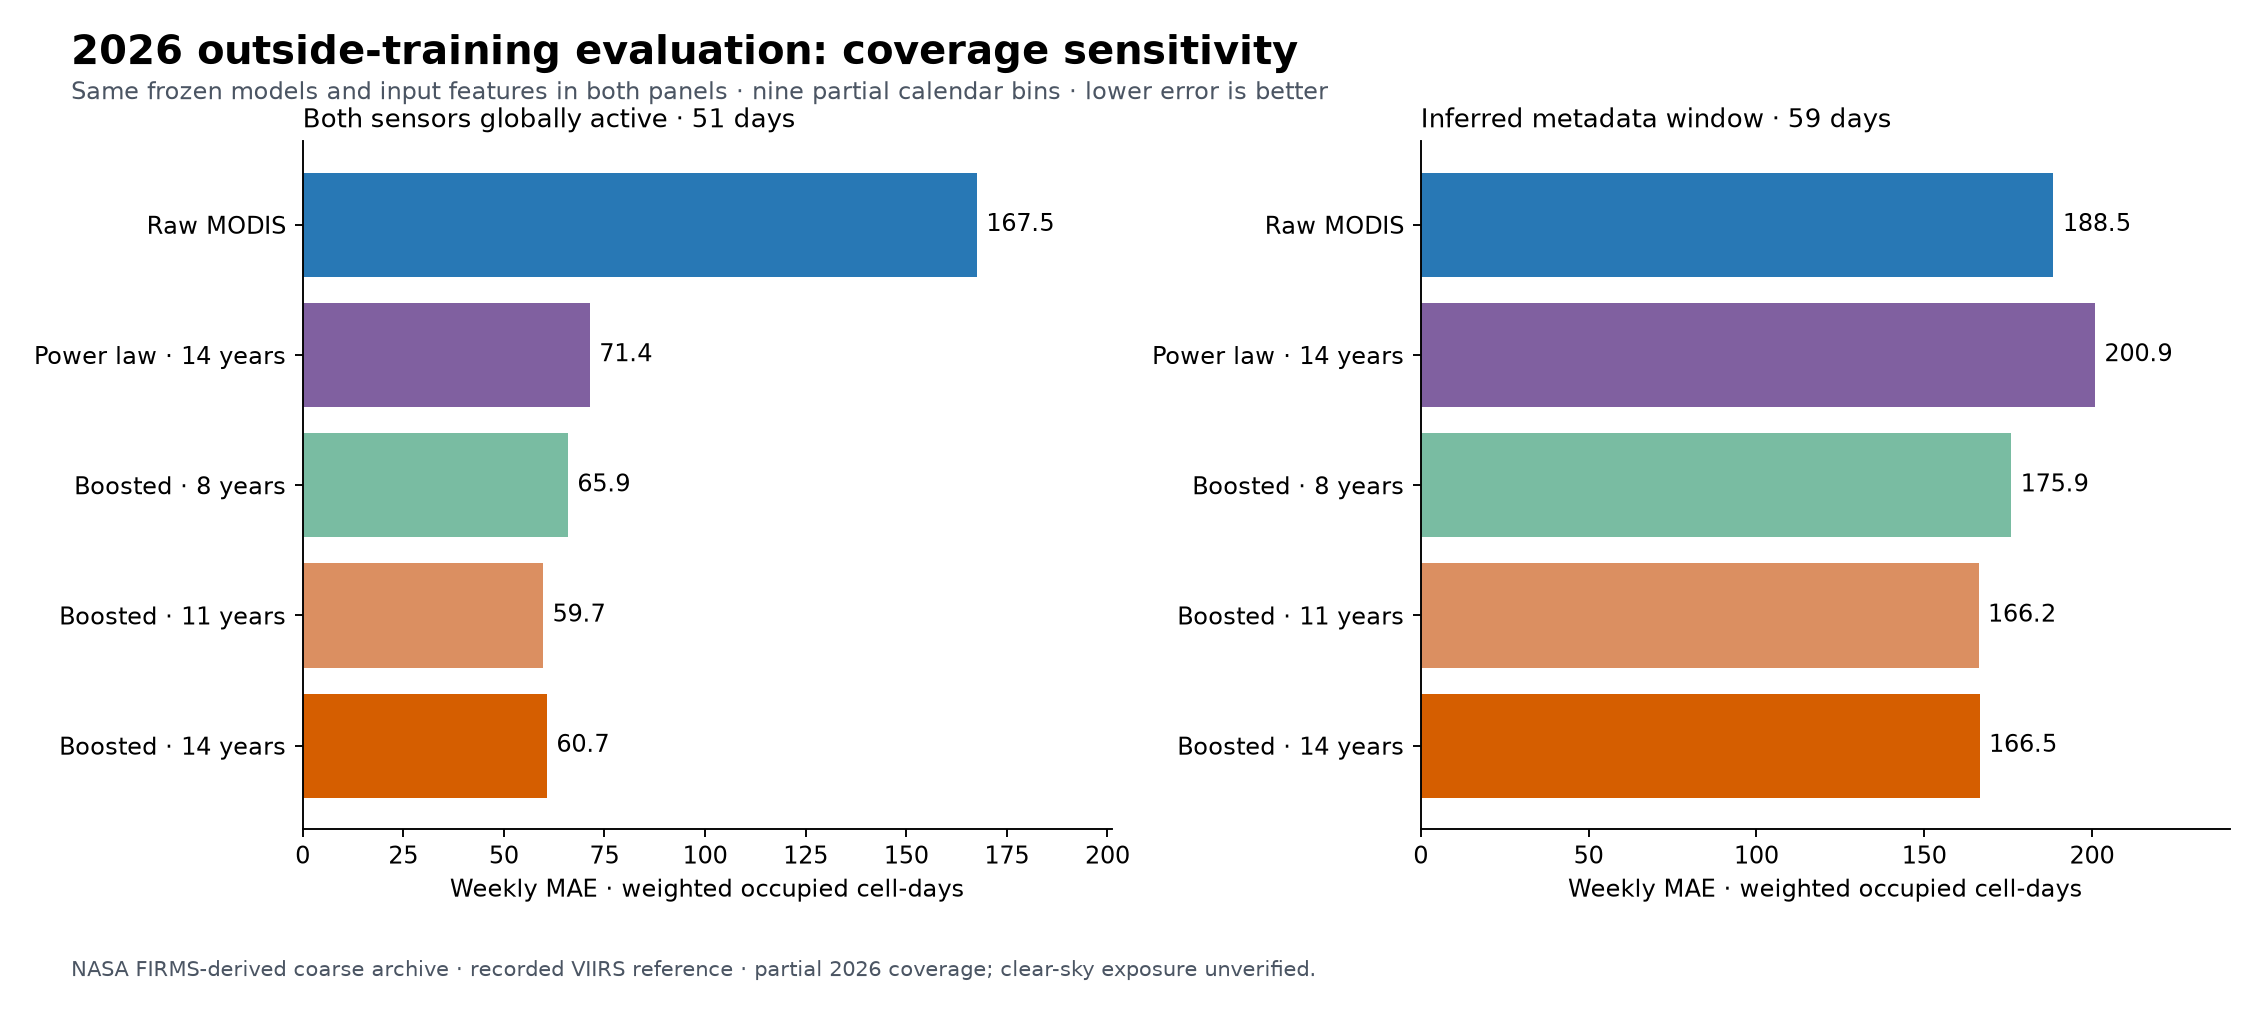 2026 outside-training evaluation: coverage sensitivity
Same frozen models and input features in both panels · nine partial calendar bins · lower error is better
Both sensors globally active · 51 days
Raw MODIS
167.5
Power law · 14 years
71.4
Boosted · 8 years
65.9
Boosted · 11 years
59.7
Boosted · 14 years
60.7
0 25 50 75 100 125 150 175 200
Weekly MAE · weighted occupied cell-days
Inferred metadata window · 59 days
Raw MODIS
188.5
Power law · 14 years
200.9
Boosted · 8 years
175.9
Boosted · 11 years
166.2
Boosted · 14 years
166.5
0 50 100 150 200
Weekly MAE · weighted occupied cell-days
NASA FIRMS-derived coarse archive · recorded VIIRS reference · partial 2026 coverage; clear-sky exposure unverified.